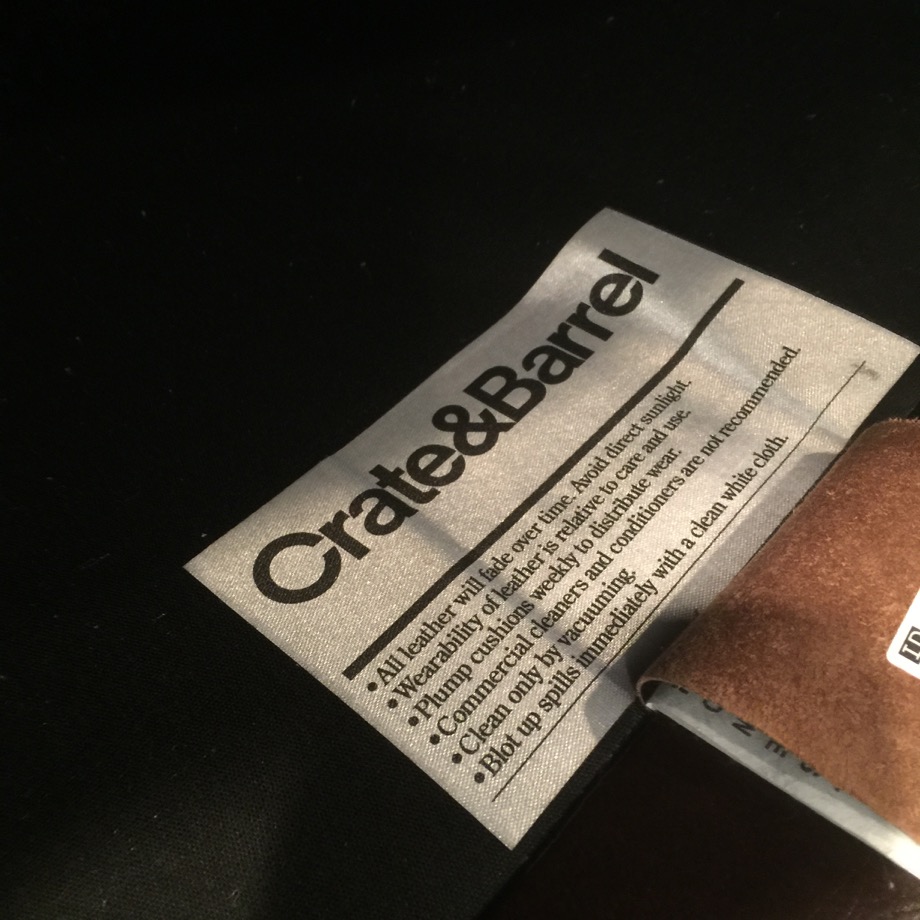 Crate&Barrel
• All leather will fade over time. Avoid direct sunlight.
• Wearability of leather is relative to care and use.
• Plump cushions weekly to distribute wear.
• Commercial cleaners and conditioners are not recommended.
• Clean only by vacuuming.
• Blot up spills immediately with a clean white cloth.